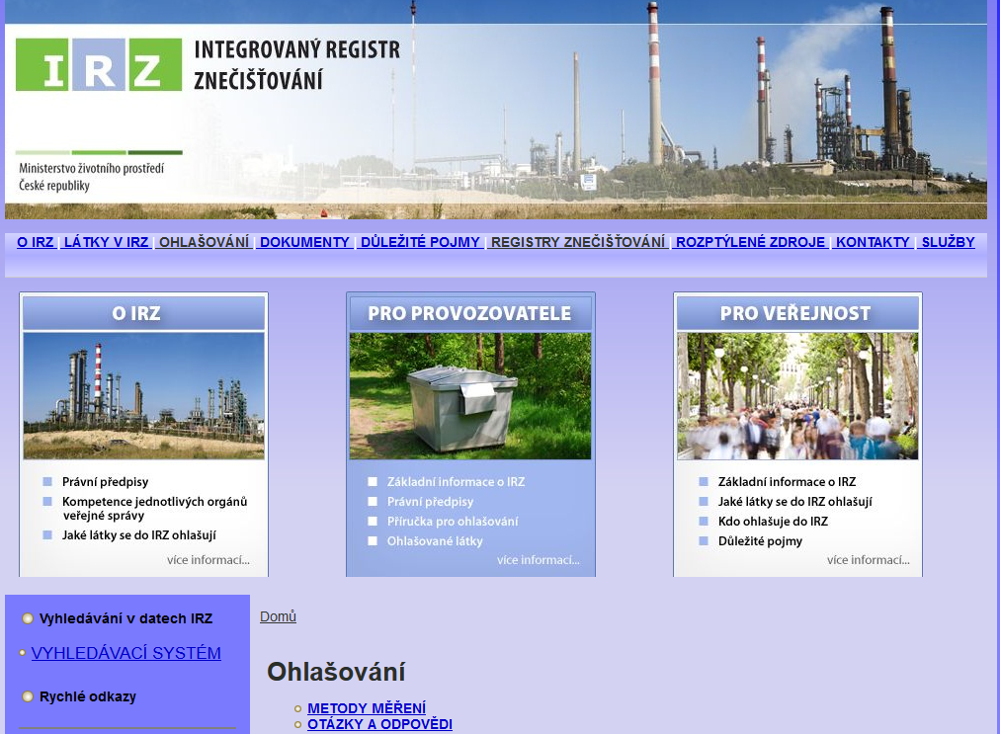 IRZ INTEGROVANÝ REGISTR
ZNEČIŠŤOVÁNÍ
Ministerstvo životního prostředí
České republiky
O IRZ | LÁTKY V IRZ | OHLAŠOVÁNÍ | DOKUMENTY | DŮLEŽITÉ POJMY | REGISTRY ZNEČIŠŤOVÁNÍ | ROZPTÝLENÉ ZDROJE | KONTAKTY | SLUŽBY
O IRZ
Právní předpisy
Kompetence jednotlivých orgánů
veřejné správy
Jaké látky se do IRZ ohlašují
více informací...
PRO PROVOZOVATELE
Základní informace o IRZ
Právní předpisy
Příručka pro ohlašování
Ohlašované látky
více informací...
PRO VEŘEJNOST
Základní informace o IRZ
Jaké látky se do IRZ ohlašují
Kdo ohlašuje do IRZ
Důležité pojmy
více informací...
Vyhledávání v datech IRZ
VYHLEDÁVACÍ SYSTÉM
Rychlé odkazy
Domů
Ohlašování
METODY MĚŘENÍ
OTÁZKY A ODPOVĚDI